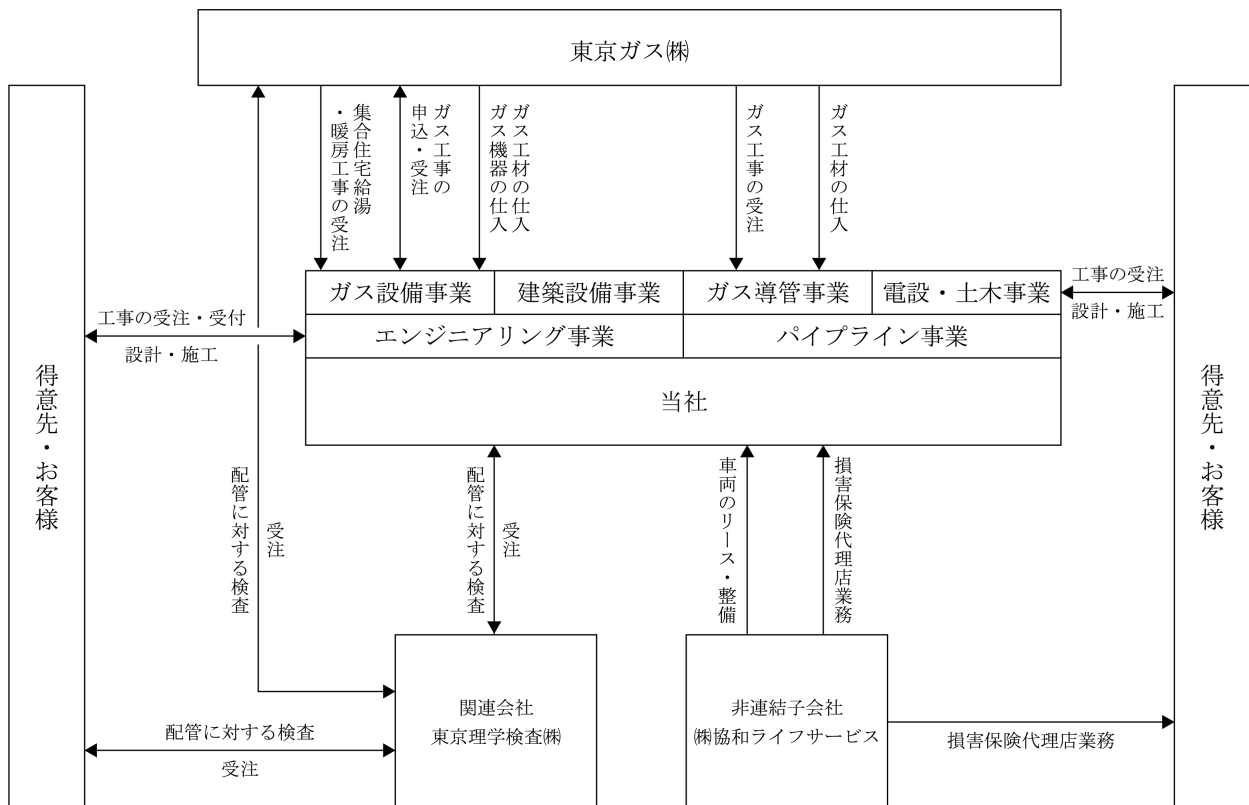 東京ガス㈱
集合住宅給湯
・暖房工事の受注
ガス工事の
申込・受注
ガス工材の仕入
ガス機器の仕入
ガス工事の受注
ガス工材の仕入
ガス設備事業
建築設備事業
ガス導管事業
電設・土木事業
エンジニアリング事業
パイプライン事業
当社
工事の受注・受付
設計・施工
工事の受注
設計・施工
得意先・お客様
得意先・お客様
配管に対する検査
受注
配管に対する検査
受注
車両のリース・整備
損害保険代理店業務
関連会社
東京理学検査㈱
非連結子会社
㈱協和ライフサービス
配管に対する検査
受注
損害保険代理店業務